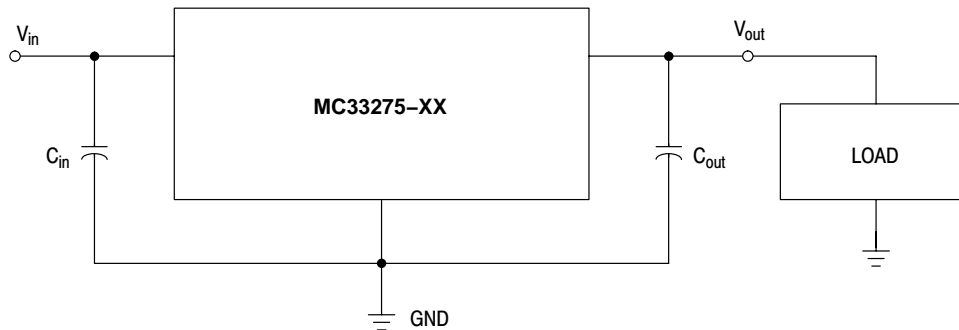 Vin
Vout
MC33275–XX
Cin
Cout
LOAD
GND